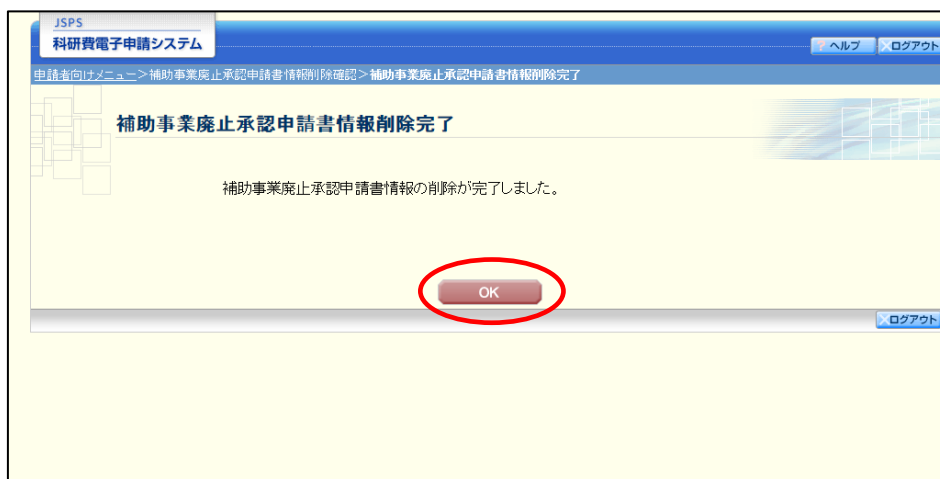 JSPS
科研費電子申請システム
? ヘルプ ログアウト
申請者向けメニュー>補助事業廃止承認申請書情報削除確認>補助事業廃止承認申請書情報削除完了
補助事業廃止承認申請書情報削除完了
補助事業廃止承認申請書情報の削除が完了しました。
OK
ログアウト